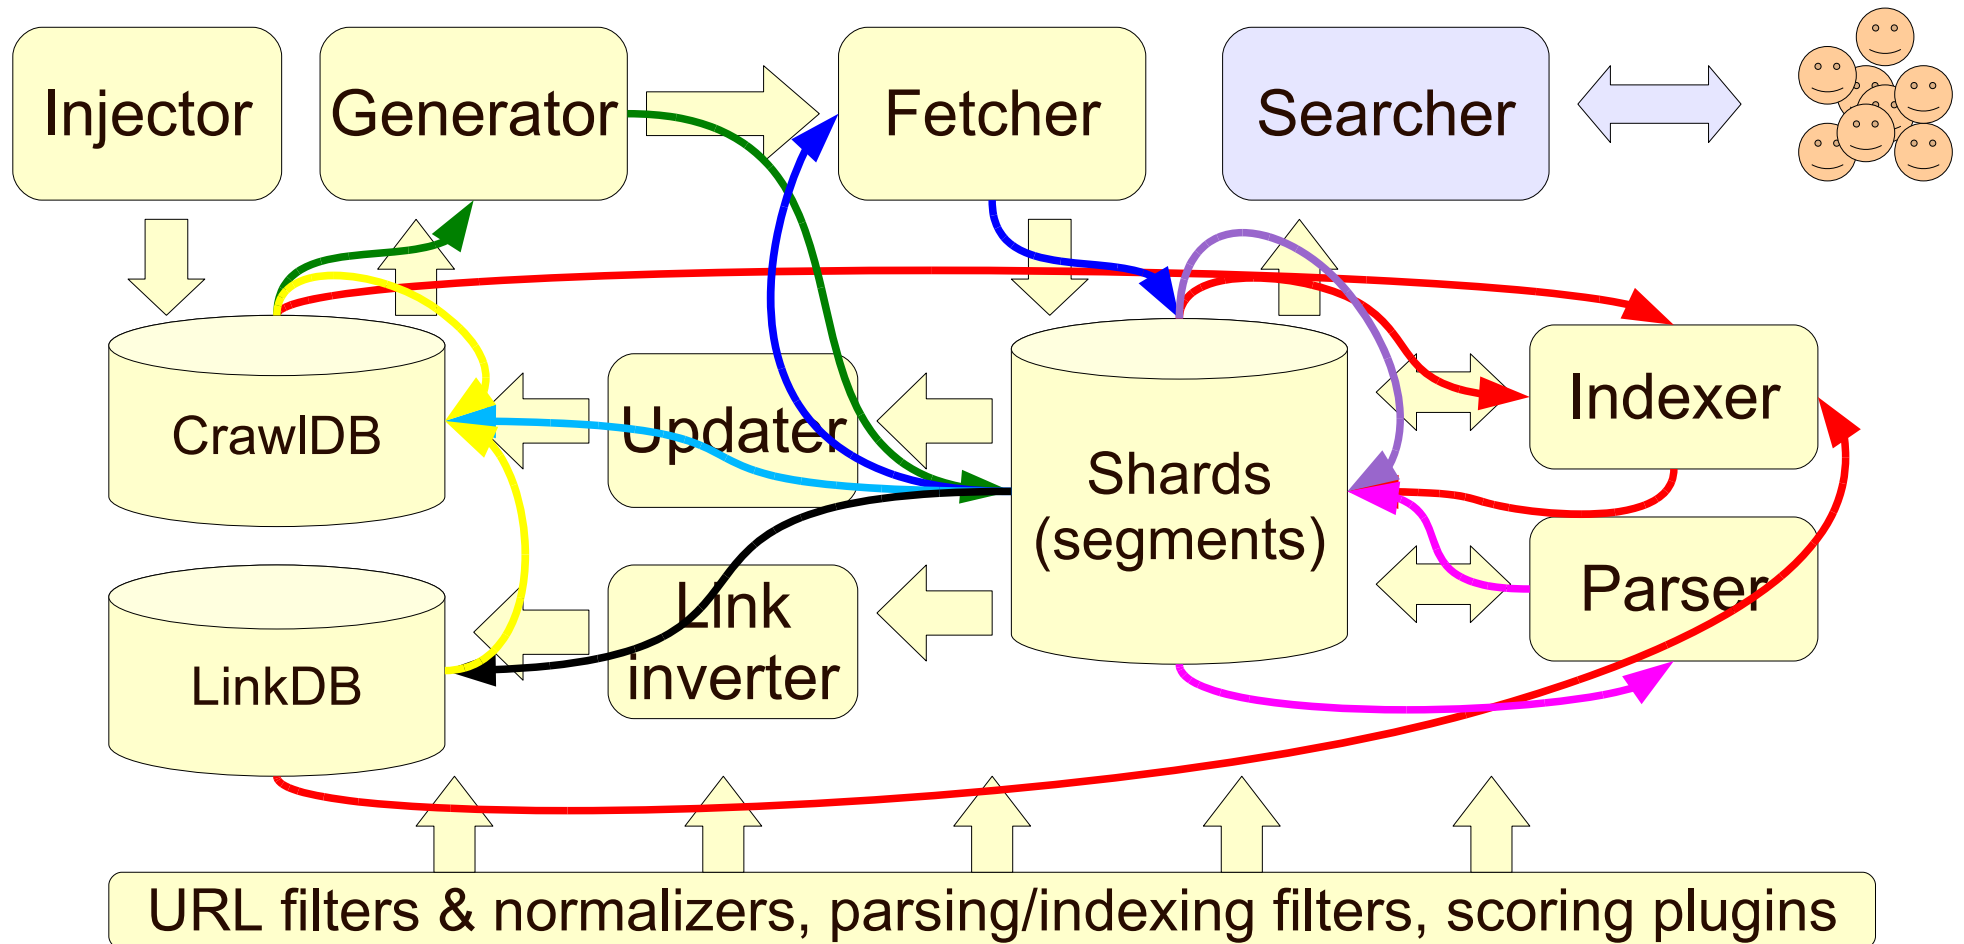 Injector
Generator
Fetcher
Searcher
CrawlDB
Updater
Shards
(segments)
Indexer
LinkDB
Link
inverter
Parser
URL filters & normalizers, parsing/indexing filters, scoring plugins